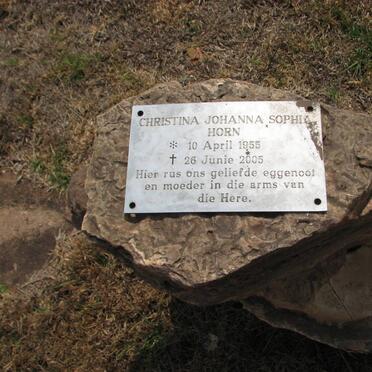 CHRISTINA JOHANNA SOPHIA
HORN
* 10 April 1955
† 26 Junie 2005
Hier rus ons geliefde eggenoot
en moeder in die arms van
die Here.